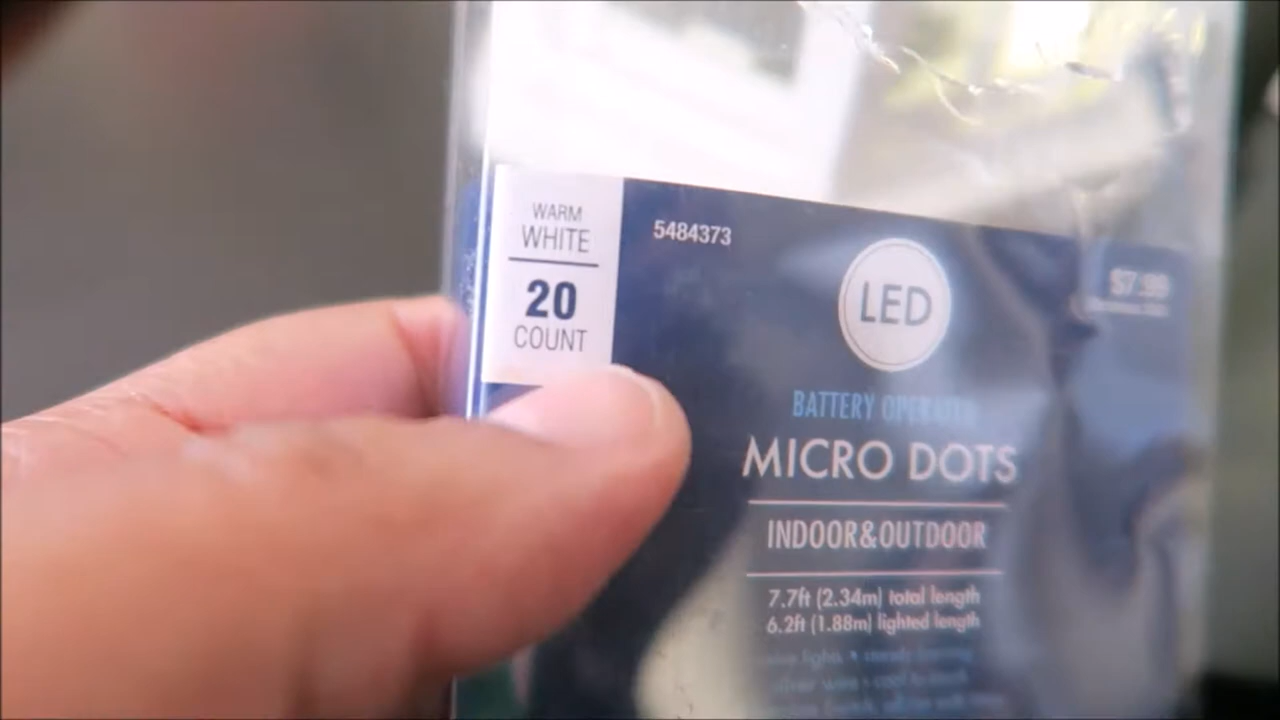 WARM
WHITE
20
COUNT
5484373
LED
$7.99
BATTERY OPERATED
MICRO DOTS
INDOOR&OUTDOOR
7.7ft (2.34m) total length
6.2ft (1.88m) lighted length